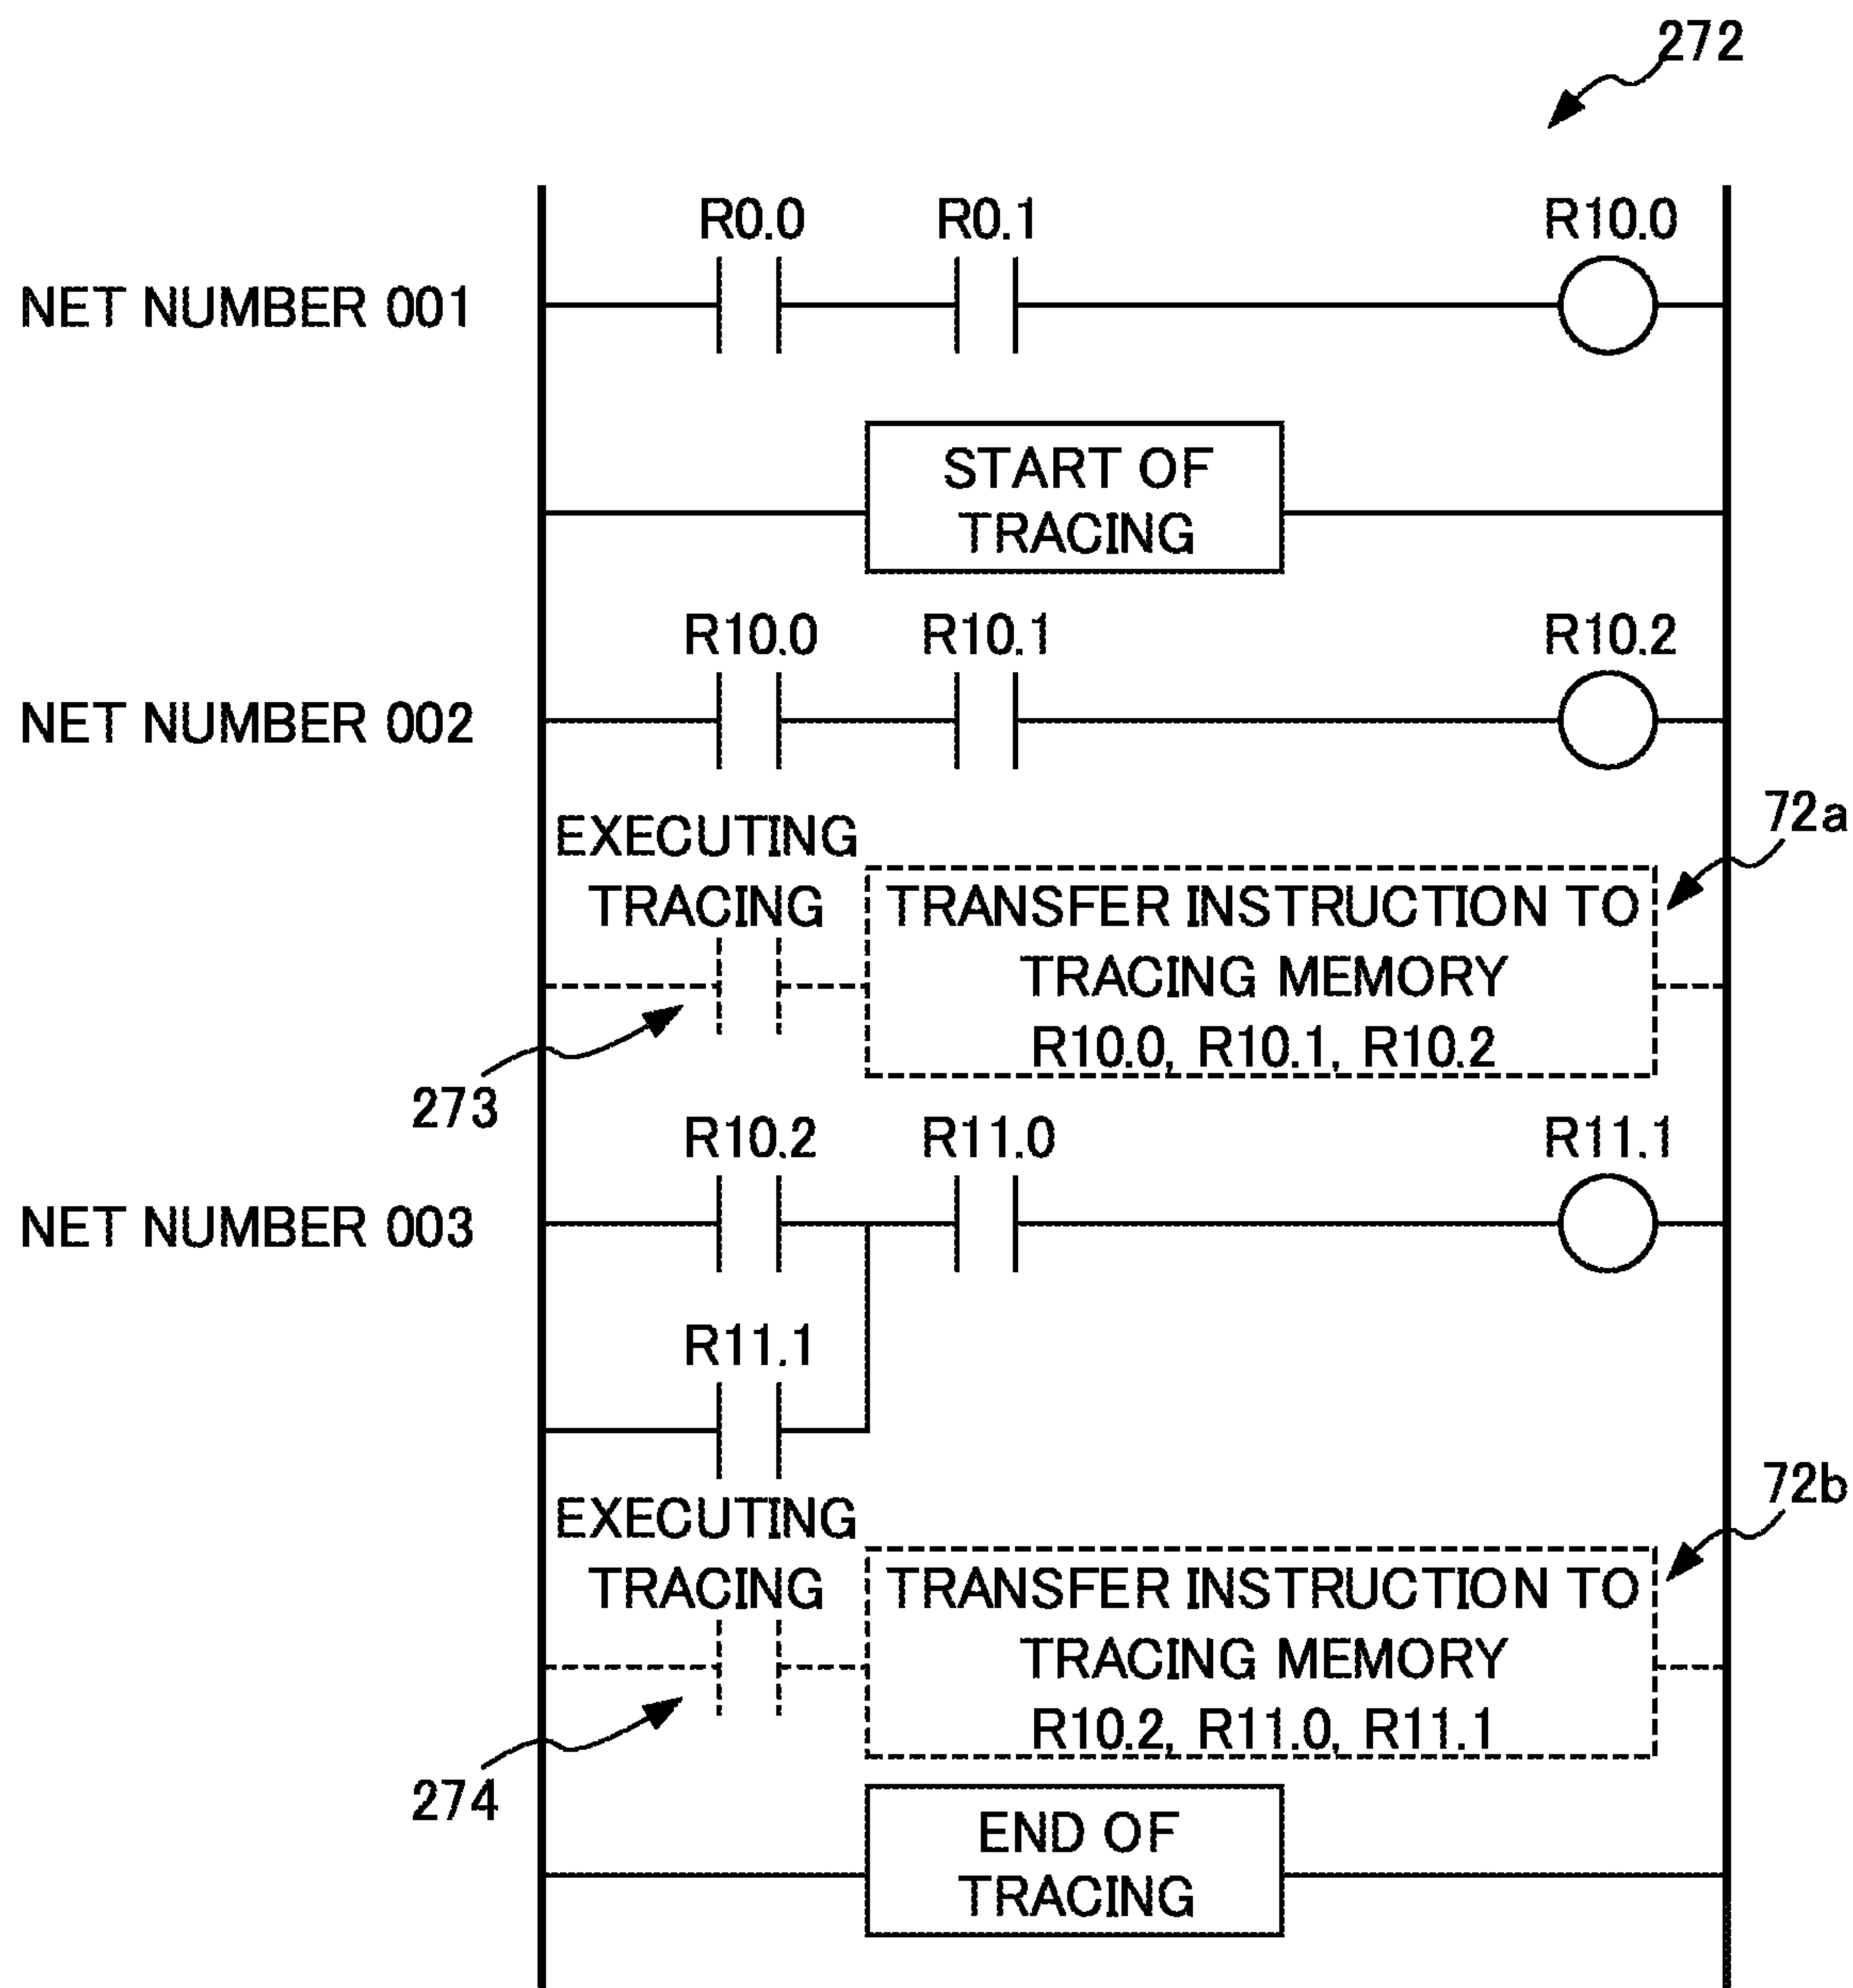 272
R0.0 R0.1 R10.0
NET NUMBER 001
START OF
TRACING
R10.0 R10.1 R10.2
NET NUMBER 002
72a
EXECUTING
TRACING
TRANSFER INSTRUCTION TO
TRACING MEMORY
R10.0, R10.1, R10.2
273
R10.2 R11.0 R11.1
NET NUMBER 003
R11.1
72b
EXECUTING
TRACING
TRANSFER INSTRUCTION TO
TRACING MEMORY
R10.2, R11.0, R11.1
274
END OF
TRACING